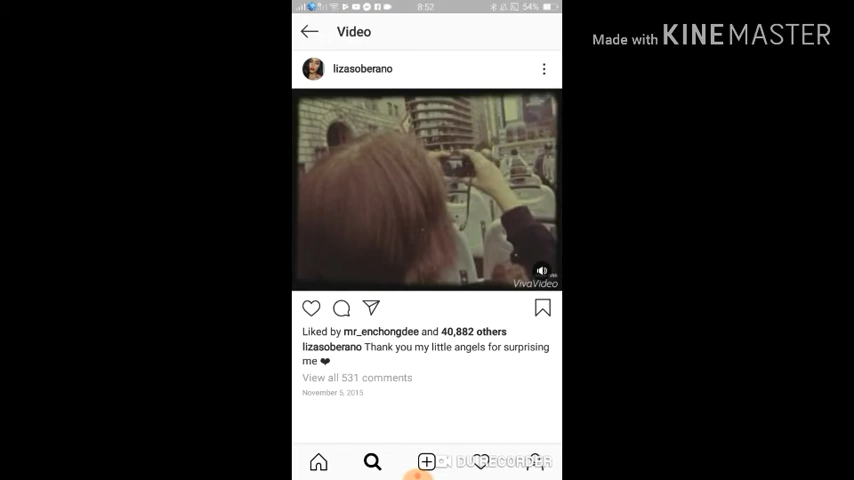 8:52
54%
Video
Made with KINEMASTER
lizasoberano
VivaVideo
Liked by mr_enchongdee and 40,882 others
lizasoberano Thank you my little angels for surprising
me ❤
View all 531 comments
November 5, 2015
DU RECORDER